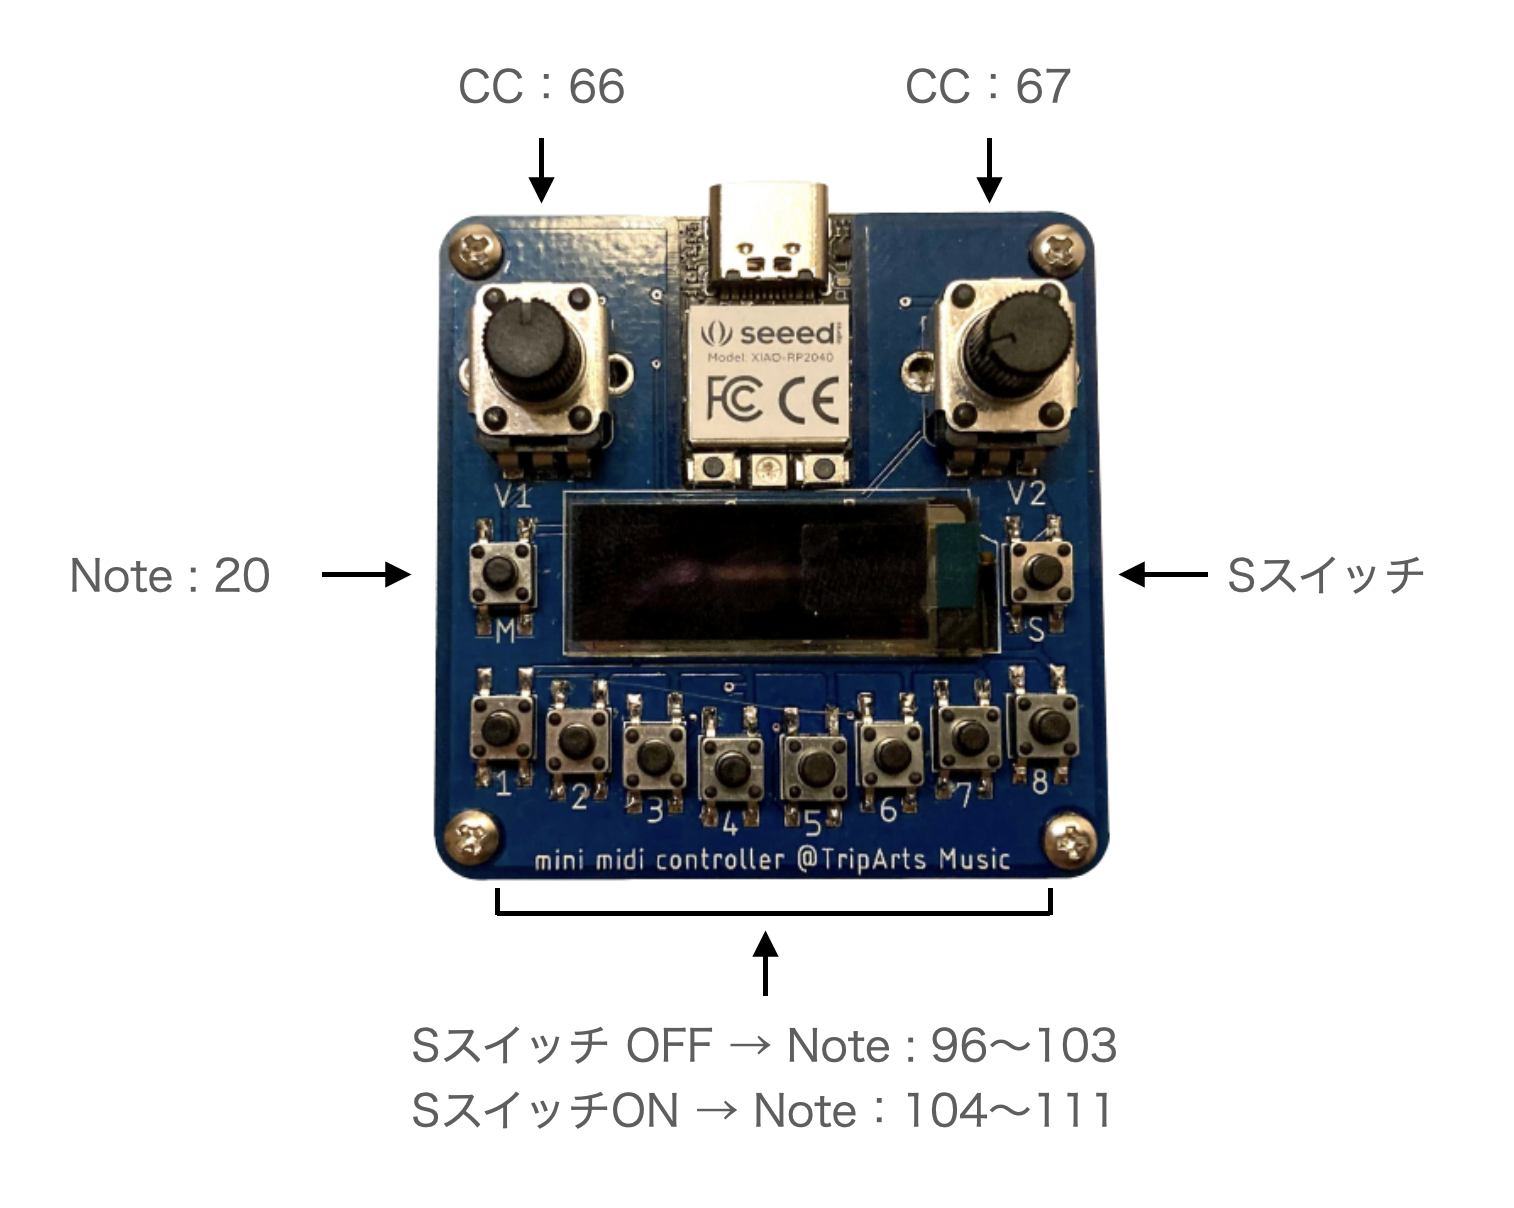 CC：66
CC：67
seeed
Model: XIAO-RP2040
FC CE
V1
V2
Note : 20
Sスイッチ
M
S
1
2
3
4
5
6
7
8
mini midi controller @TripArts Music
Sスイッチ OFF → Note : 96〜103
SスイッチON → Note：104〜111